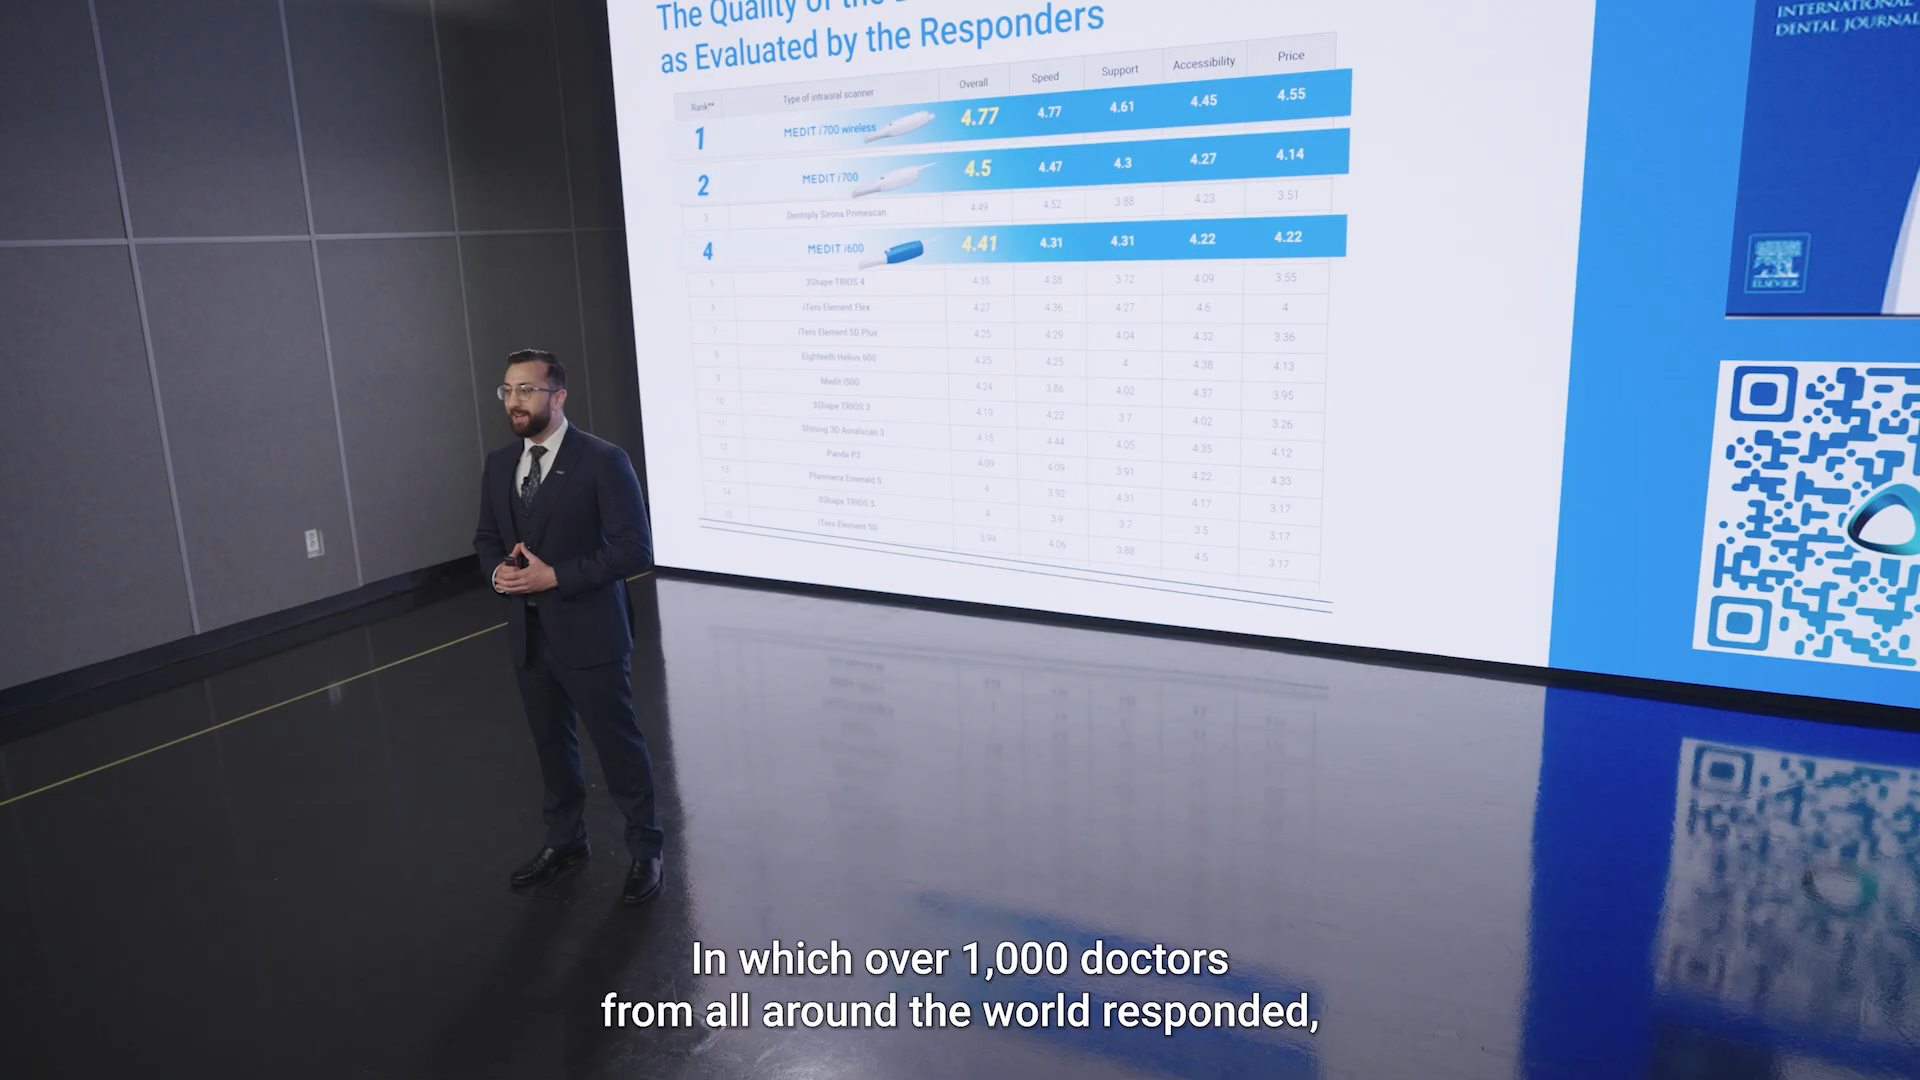 The Quality of the
as Evaluated by the Responders
INTERNATIONAL
DENTAL JOURNAL
Rank** Type of intraoral scanner Overall Speed Support Accessibility Price
1 MEDIT i700 wireless 4.77 4.77 4.61 4.45 4.55
2 MEDIT i700 4.5 4.47 4.3 4.27 4.14
3 Dentsply Sirona Primescan 4.49 4.52 3.88 4.23 3.51
4 MEDIT i600 4.41 4.31 4.31 4.22 4.22
5 3Shape TRIOS 4 4.35 4.38 3.72 4.09 3.55
6 iTero Element Flex 4.27 4.36 4.27 4.6 4
7 iTero Element 5D Plus 4.25 4.29 4.04 4.32 3.36
8 Eighteeth Helios 600 4.25 4.25 4 4.38 4.13
9 Medit i500 4.24 3.86 4.02 4.37 3.95
10 3Shape TRIOS 3 4.19 4.22 3.7 4.02 3.26
11 Shining 3D Aoralscan 3 4.15 4.44 4.05 4.35 4.12
12 Panda P2 4.09 4.09 3.91 4.22 4.33
13 Planmeca Emerald S 4 3.92 4.31 4.17 3.17
14 3Shape TRIOS 5 4 3.9 3.7 3.5 3.17
15 iTero Element 5D 3.94 4.06 3.88 4.5 3.17
ELSEVIER
In which over 1,000 doctors
from all around the world responded,